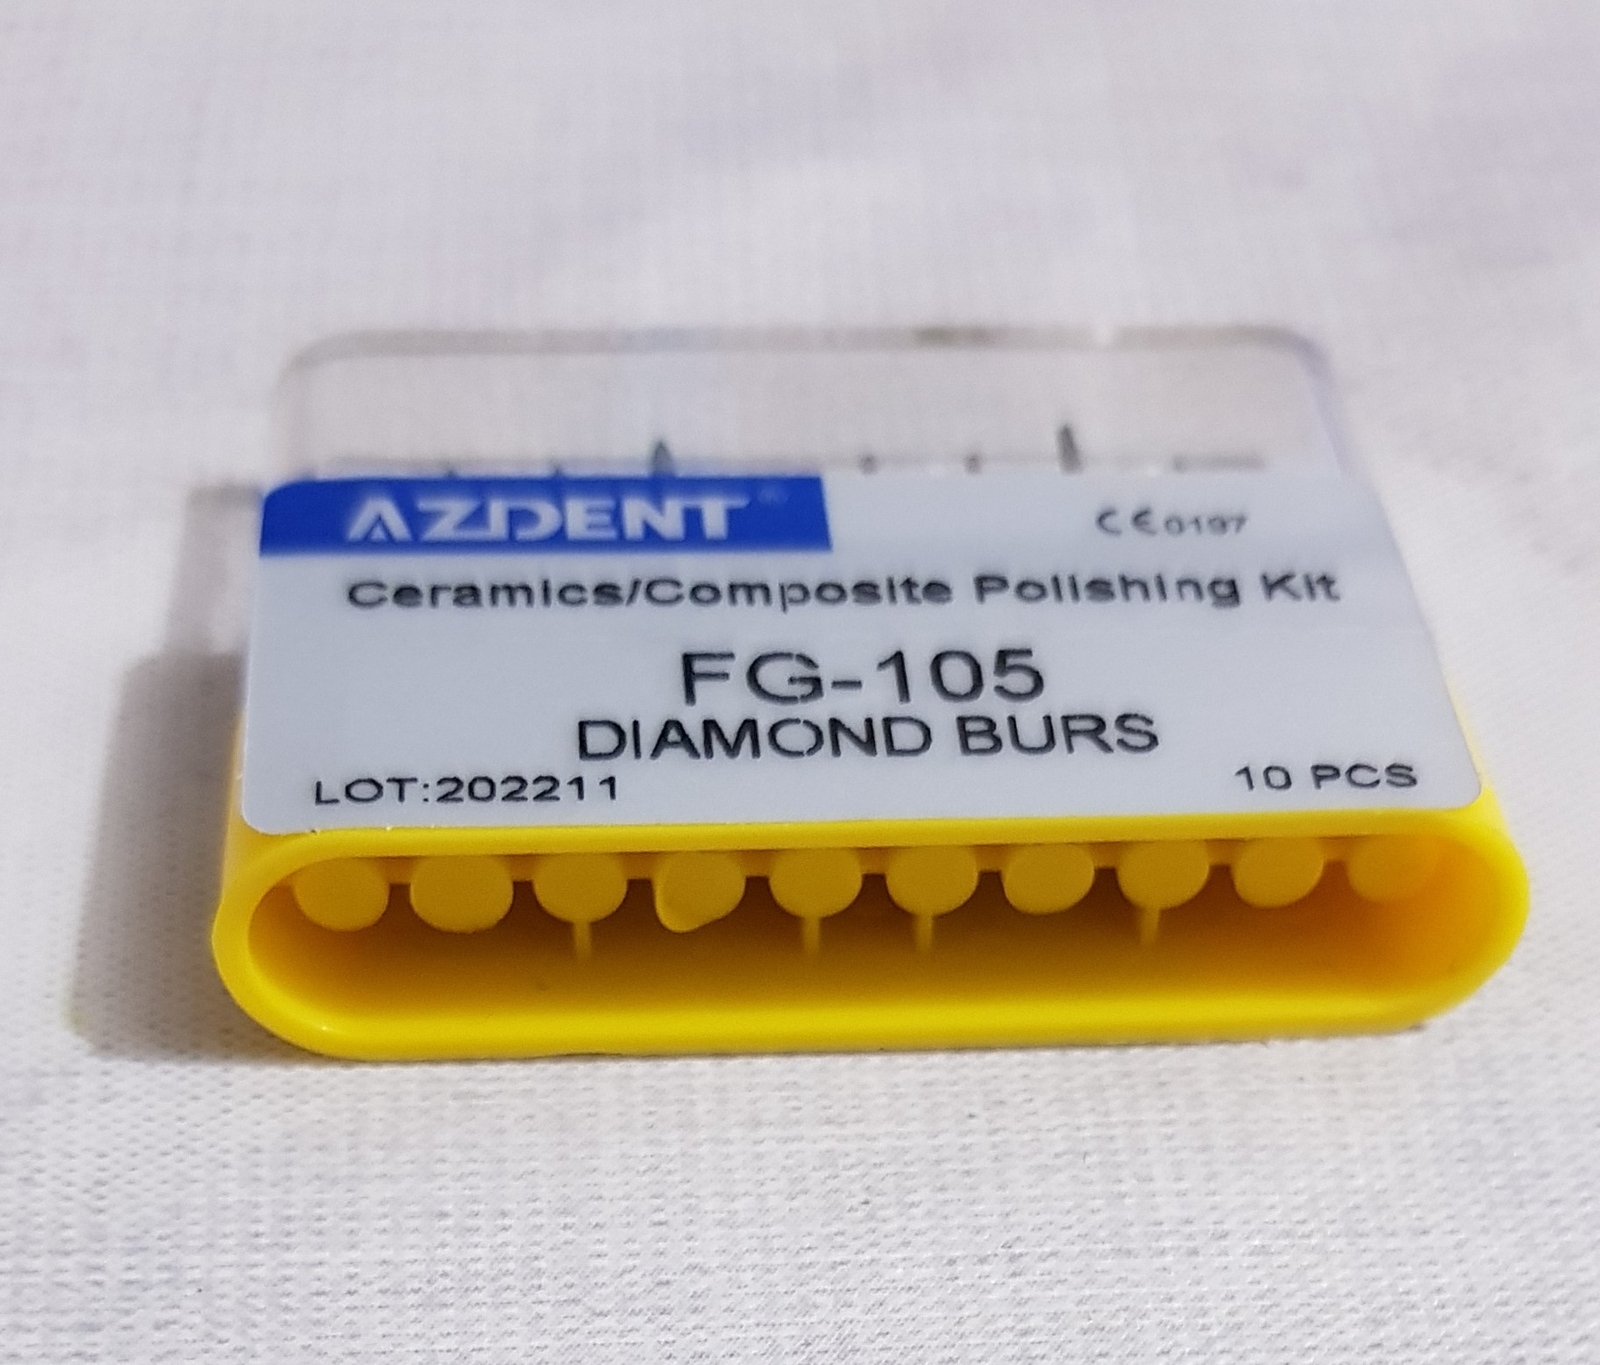 AZDENT®
CE0197
Ceramics/Composite Polishing Kit
FG-105
DIAMOND BURS
LOT:202211
10 PCS